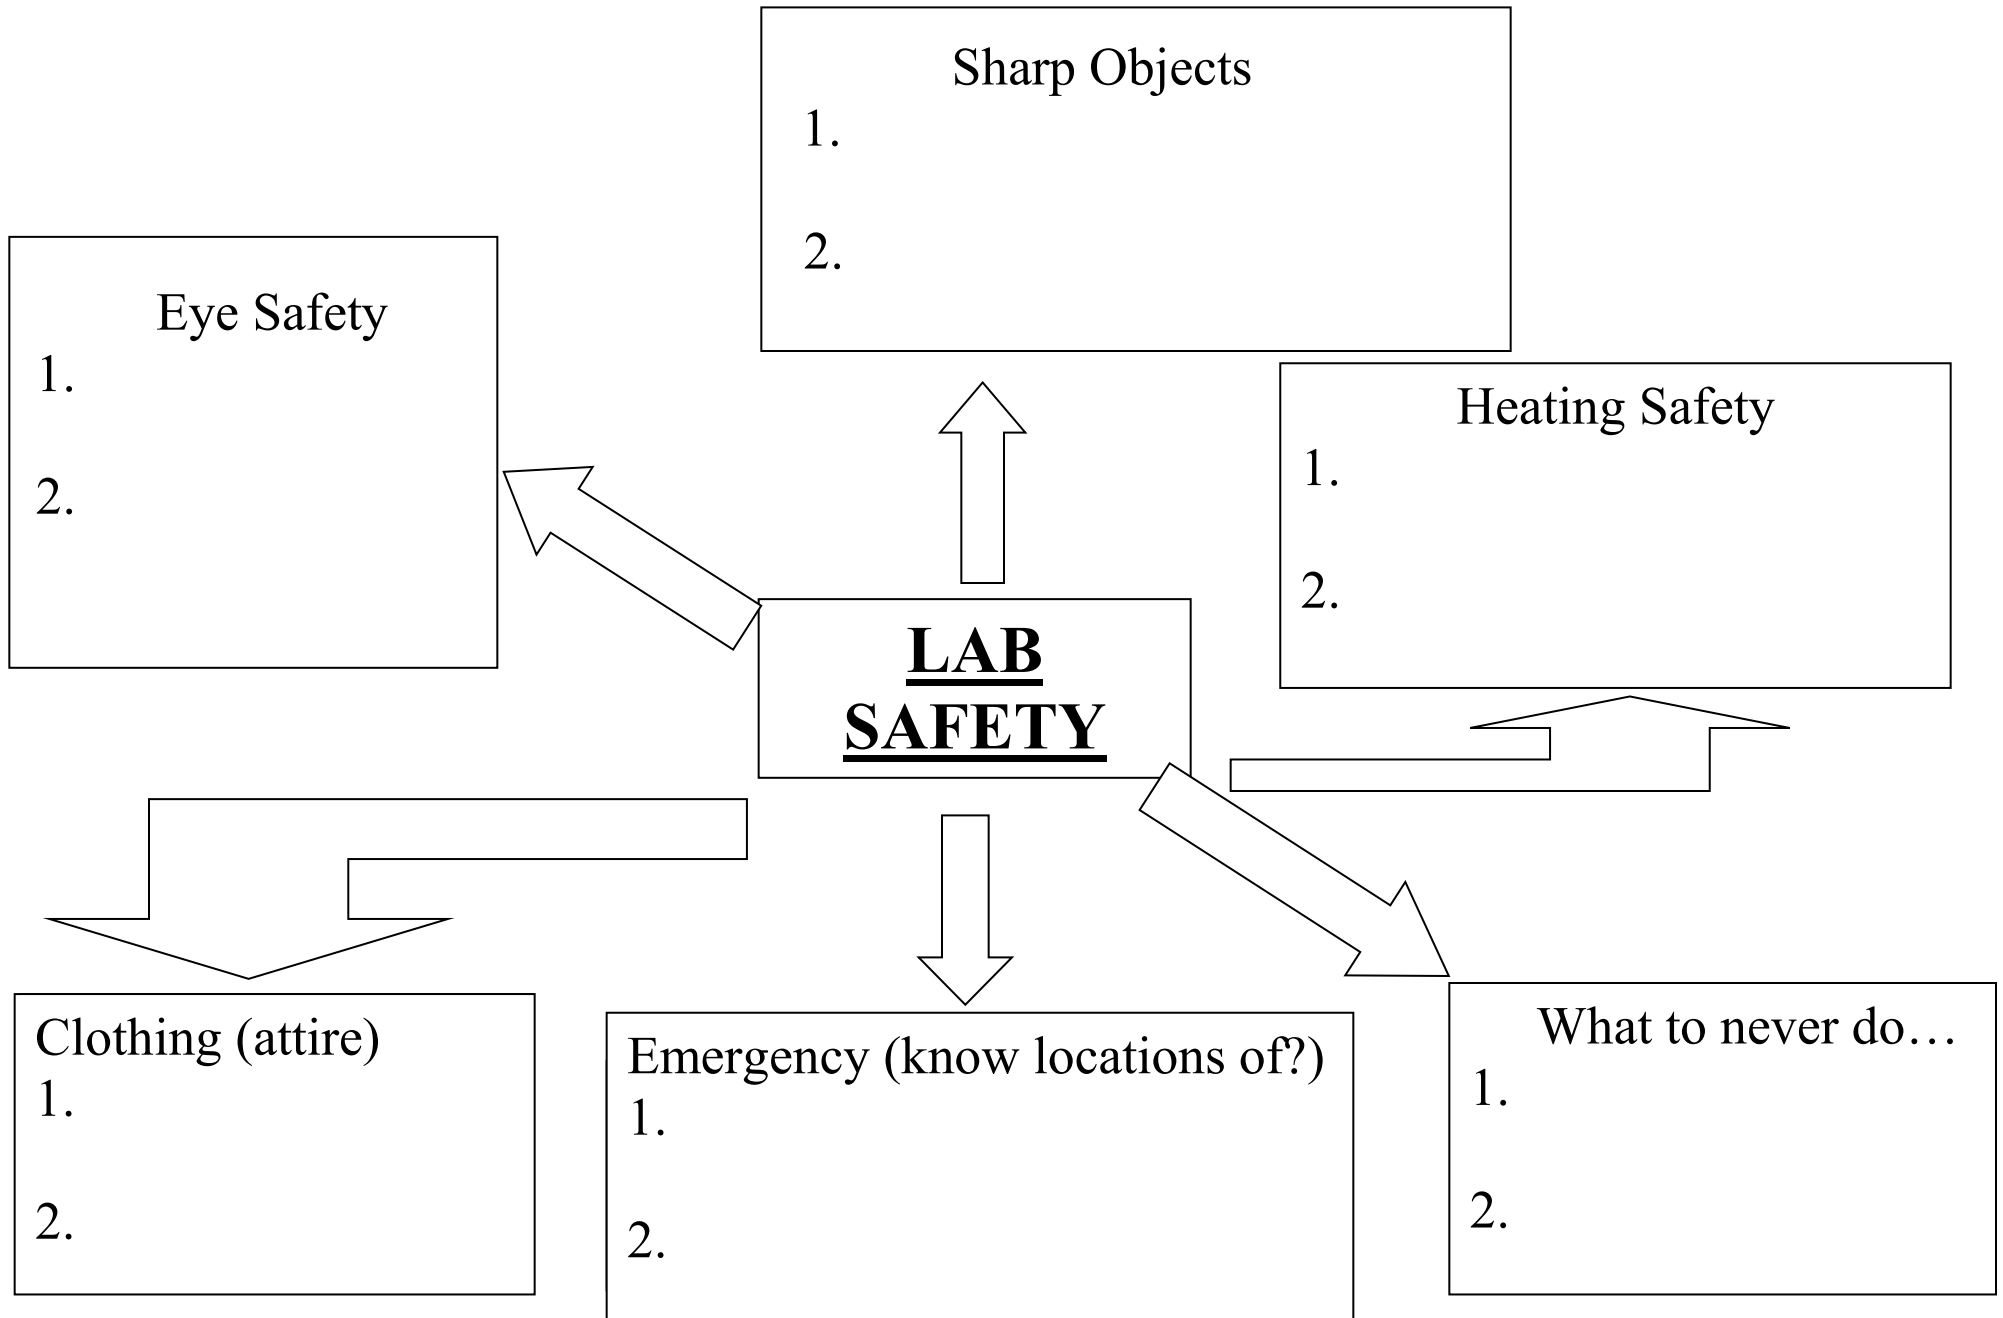 Sharp Objects
1.
2.
Eye Safety
1.
2.
Heating Safety
1.
2.
LAB
SAFETY
Clothing (attire)
1.
2.
Emergency (know locations of?)
1.
2.
What to never do…
1.
2.